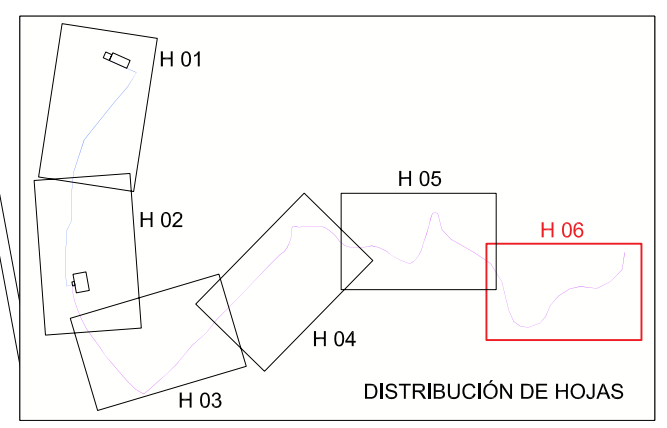 H 01
H 02
H 03
H 04
H 05
H 06
DISTRIBUCIÓN DE HOJAS